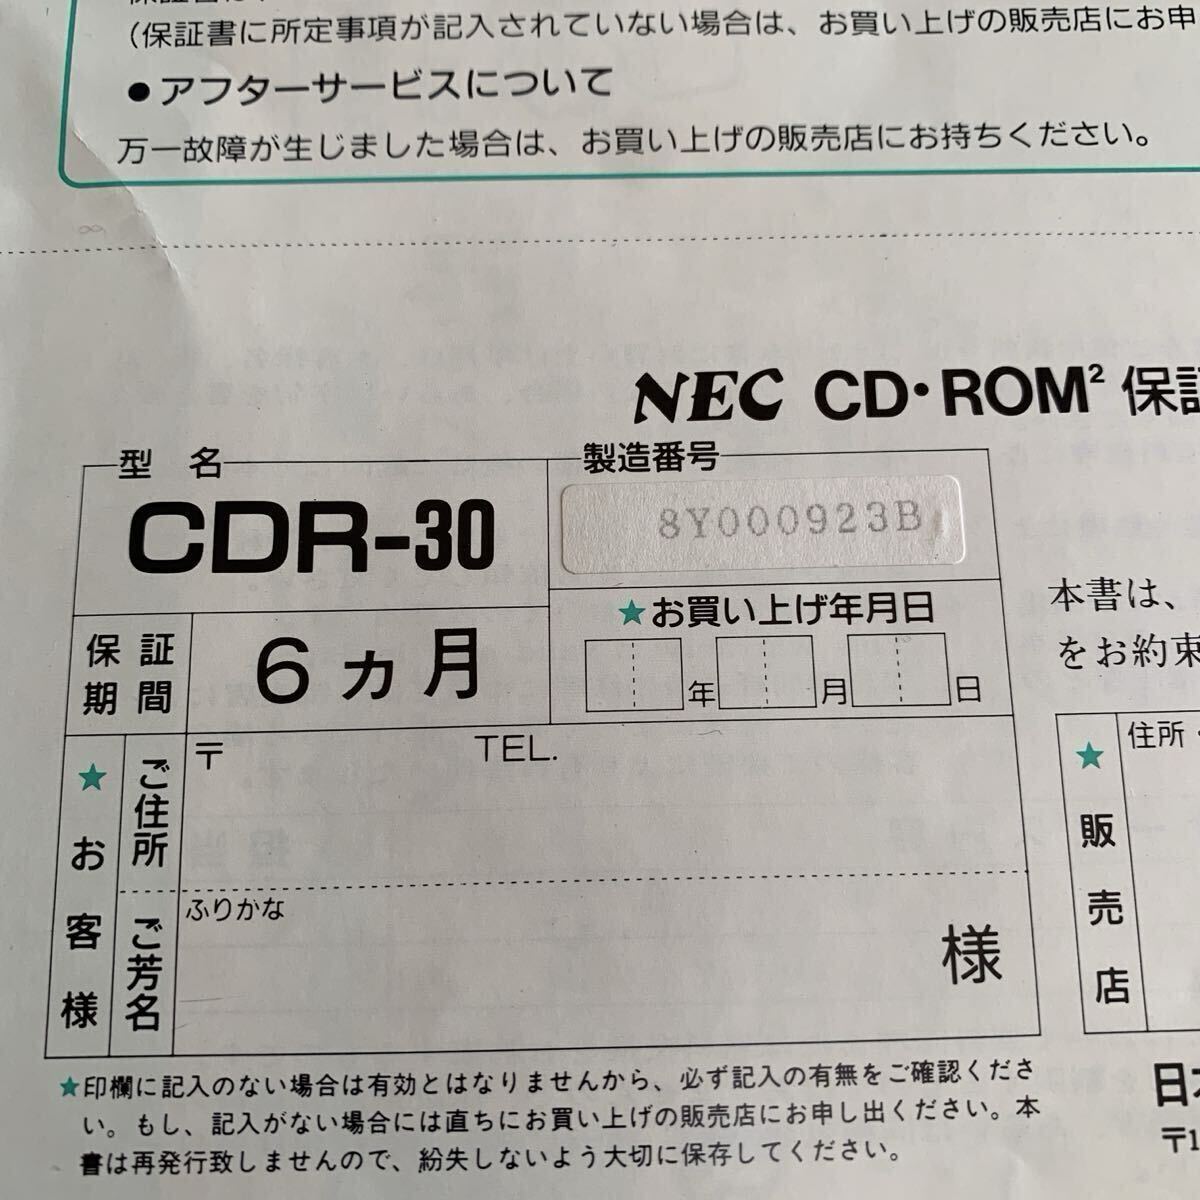 (保証書に所定事項が記入されていない場合は、お買い上げの販売店にお申
●アフターサービスについて
万一故障が生じました場合は、お買い上げの販売店にお持ちください。
NEC CD・ROM² 保証
型名
CDR-30
製造番号
8Y000923B
保証期間
6ヵ月
★お買い上げ年月日
年 月 日
★お客様
ご住所
〒 TEL.
ご芳名
ふりかな
様
★印欄に記入のない場合は有効とはなりませんから、必ず記入の有無をご確認くださ
い。もし、記入がない場合には直ちにお買い上げの販売店にお申し出ください。本
書は再発行致しませんので、紛失しないよう大切に保存してください。
本書は、
をお約束
★販売店
住所・
日本
〒1